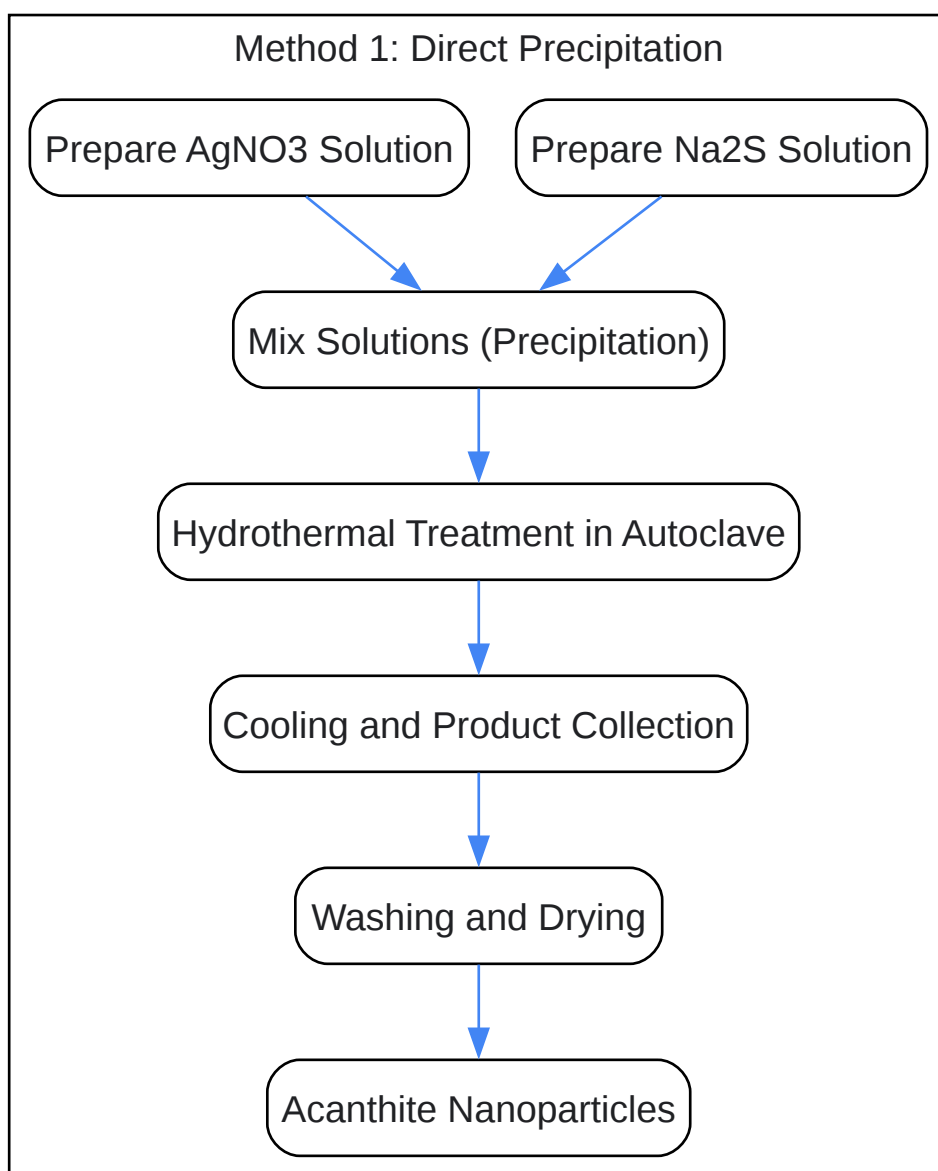 Method 1: Direct Precipitation
Prepare AgNO3 Solution
Prepare Na2S Solution
Mix Solutions (Precipitation)
Hydrothermal Treatment in Autoclave
Cooling and Product Collection
Washing and Drying
Acanthite Nanoparticles